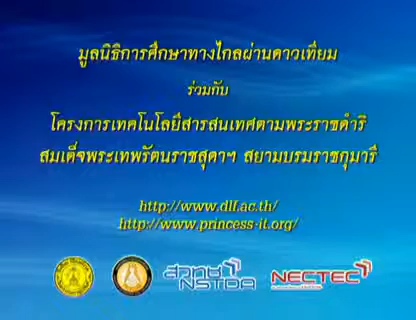 มูลนิธิการศึกษาทางไกลผ่านดาวเทียม
ร่วมกับ
โครงการเทคโนโลยีสารสนเทศตามพระราชดำริ
สมเด็จพระเทพรัตนราชสุดาฯ สยามบรมราชกุมารี
http://www.dlf.ac.th/
http://www.princess-it.org/
สวทช
NSTDA
NECTEC